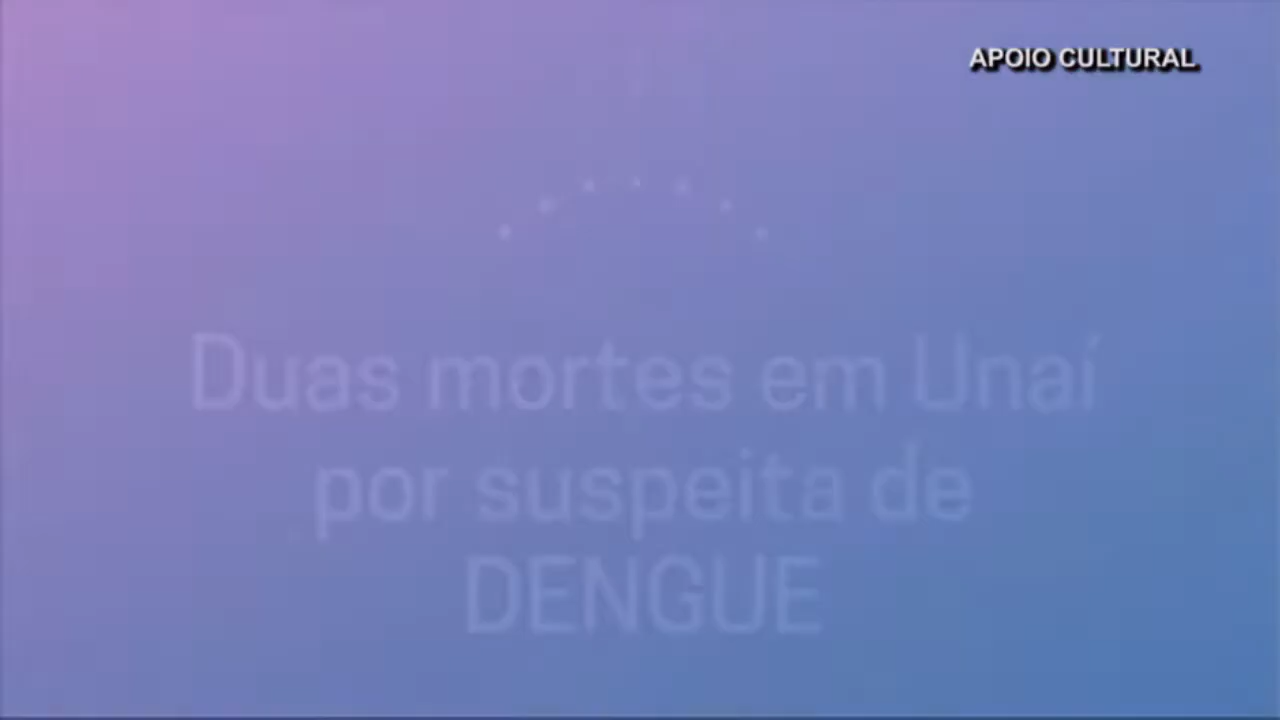 APOIO CULTURAL
Duas mortes em Unaí
por suspeita de
DENGUE